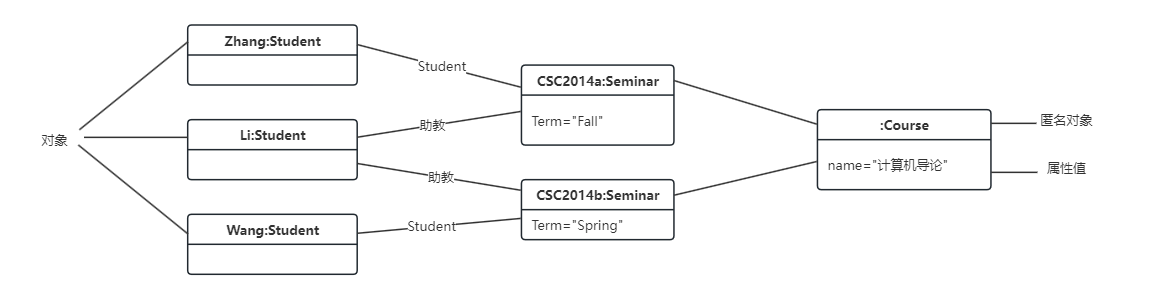 对象
Zhang:Student
Li:Student
Wang:Student
Student
助教
助教
Student
CSC2014a:Seminar
Term="Fall"
CSC2014b:Seminar
Term="Spring"
:Course
name="计算机导论"
匿名对象
属性值